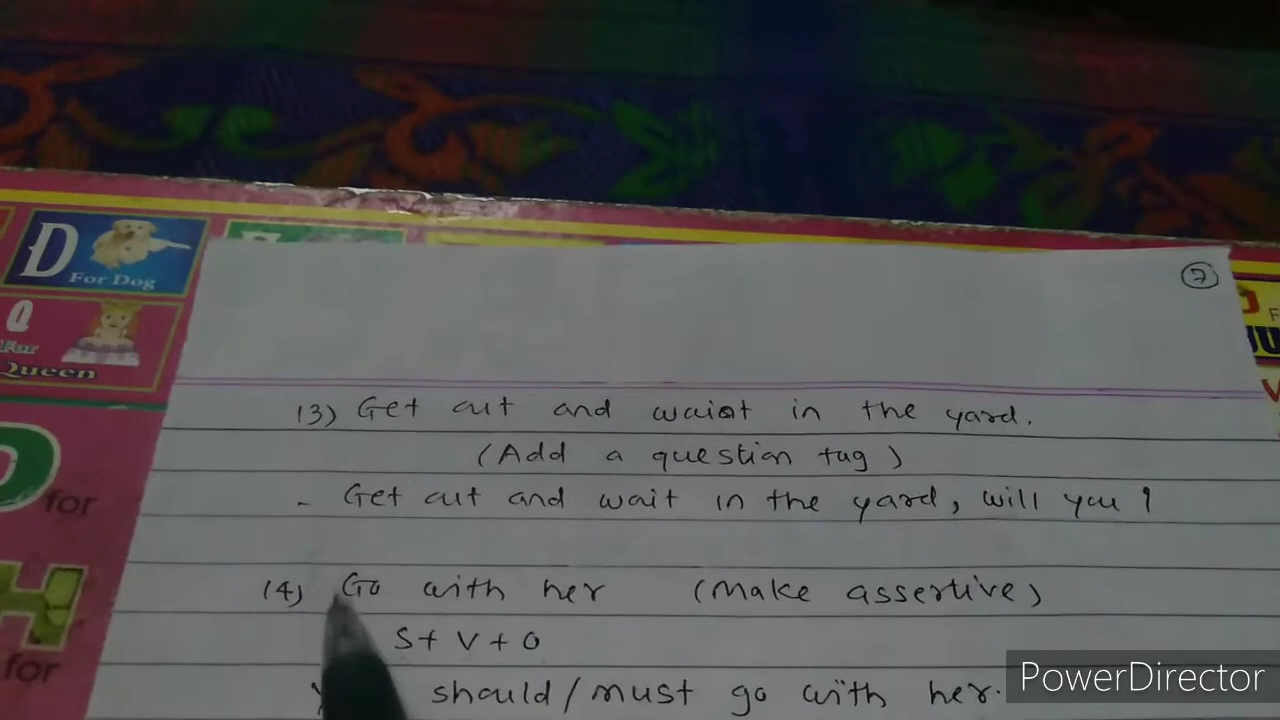 D
For Dog
Q
For
Queen
for
H
for
7
13) Get out and waiat in the yard.
(Add a question tag)
- Get out and wait in the yard, will you?
14) Go with her (Make assertive)
S + V + O
should/must go with her.
PowerDirector